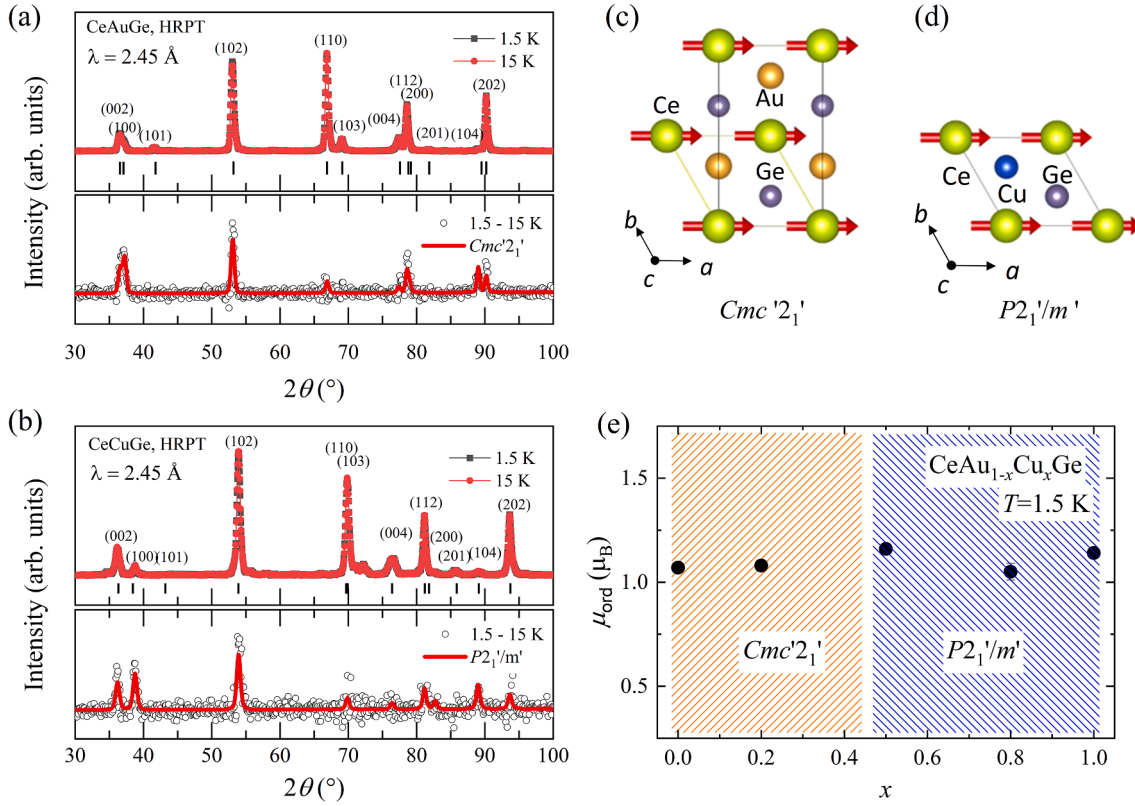 (a)
CeAuGe, HRPT
λ = 2.45 Å
1.5 K
15 K
(002)
(100)
(101)
(102)
(110)
(103)
(004)
(112)
(200)
(201)
(104)
(202)
1.5 - 15 K
Cmc'2₁'
Intensity (arb. units)
30 40 50 60 70 80 90 100
2θ (°)
(b)
CeCuGe, HRPT
λ = 2.45 Å
1.5 K
15 K
(002)
(100)
(101)
(102)
(110)
(103)
(004)
(112)
(200)
(201)
(104)
(202)
1.5 - 15 K
P2₁'/m'
Intensity (arb. units)
30 40 50 60 70 80 90 100
2θ (°)
(c)
Ce
Au
Ge
b
c
a
Cmc '2₁'
(d)
Ce
Cu
Ge
b
c
a
P2₁'/m '
(e)
CeAu₁₋ₓCuₓGe
T=1.5 K
Cmc'2₁'
P2₁'/m'
μord (μB)
1.5
1.0
0.5
0.0 0.2 0.4 0.6 0.8 1.0
x